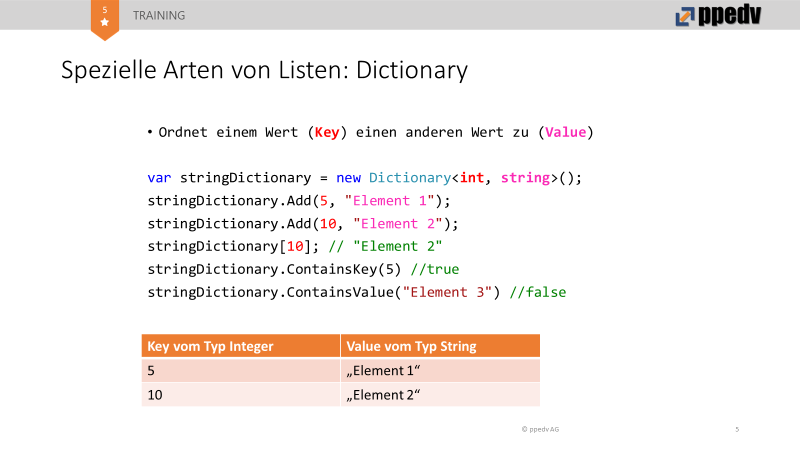 5
TRAINING
ppedv
Spezielle Arten von Listen: Dictionary
• Ordnet einem Wert (Key) einen anderen Wert zu (Value)
var stringDictionary = new Dictionary<int, string>();
stringDictionary.Add(5, "Element 1");
stringDictionary.Add(10, "Element 2");
stringDictionary[10]; // "Element 2"
stringDictionary.ContainsKey(5) //true
stringDictionary.ContainsValue("Element 3") //false
Key vom Typ Integer Value vom Typ String
5 „Element 1“
10 „Element 2“
© ppedv AG 5